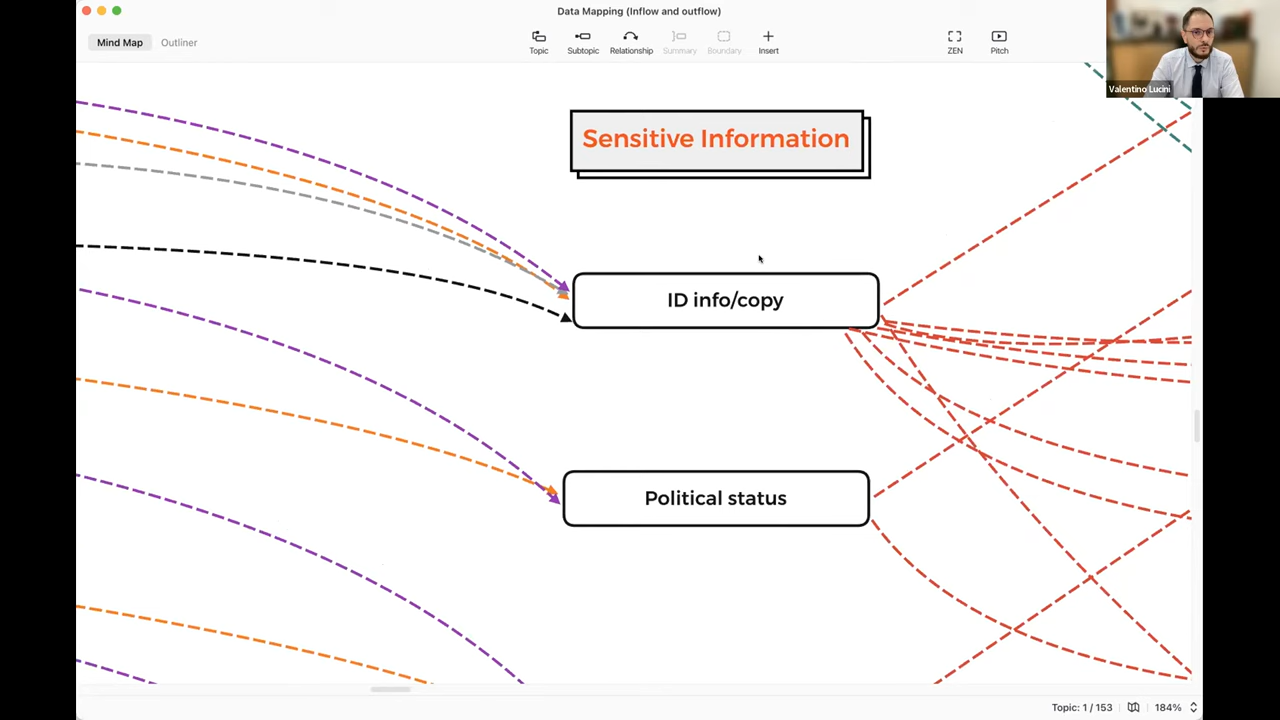 Data Mapping (Inflow and outflow)
Mind Map
Outliner
Topic
Subtopic
Relationship
Summary
Boundary
Insert
ZEN
Pitch
Valentino Lucini
Sensitive Information
ID info/copy
Political status
Topic: 1 / 153
184%